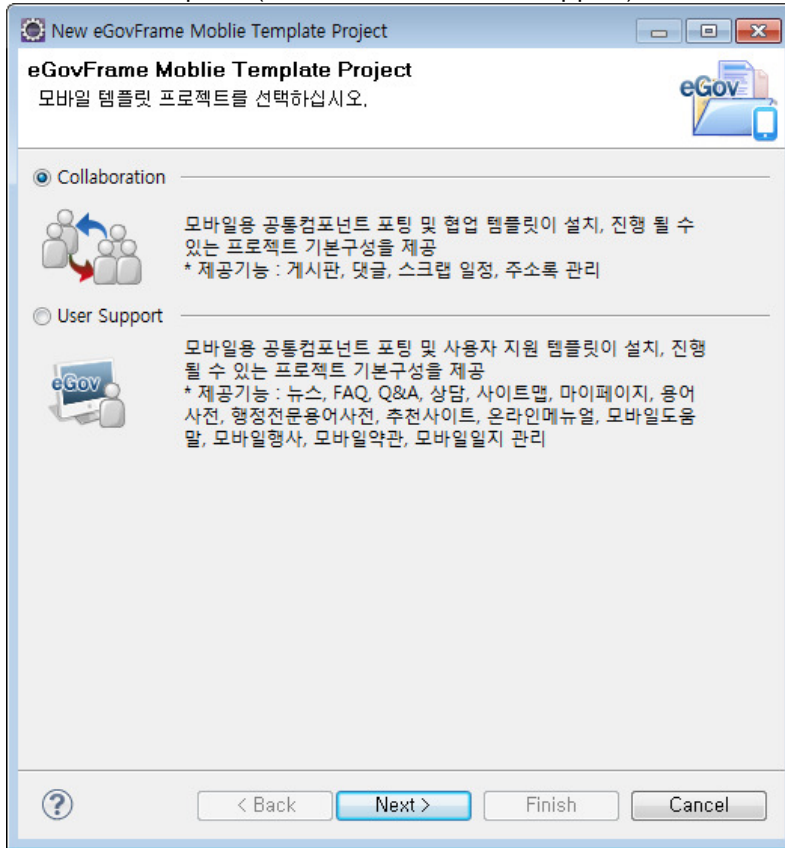 New eGovFrame Moblie Template Project
eGovFrame Moblie Template Project
모바일 템플릿 프로젝트를 선택하십시오.
eGov
Collaboration
모바일용 공통컴포넌트 포팅 및 협업 템플릿이 설치, 진행 될 수
있는 프로젝트 기본구성을 제공
* 제공기능 : 게시판, 댓글, 스크랩 일정, 주소록 관리
User Support
모바일용 공통컴포넌트 포팅 및 사용자 지원 템플릿이 설치, 진행
될 수 있는 프로젝트 기본구성을 제공
eGov
* 제공기능 : 뉴스, FAQ, Q&A, 상담, 사이트맵, 마이페이지, 용어
사전, 행정전문용어사전, 추천사이트, 온라인메뉴얼, 모바일도움
말, 모바일행사, 모바일약관, 모바일일지 관리
?
< Back
Next >
Finish
Cancel